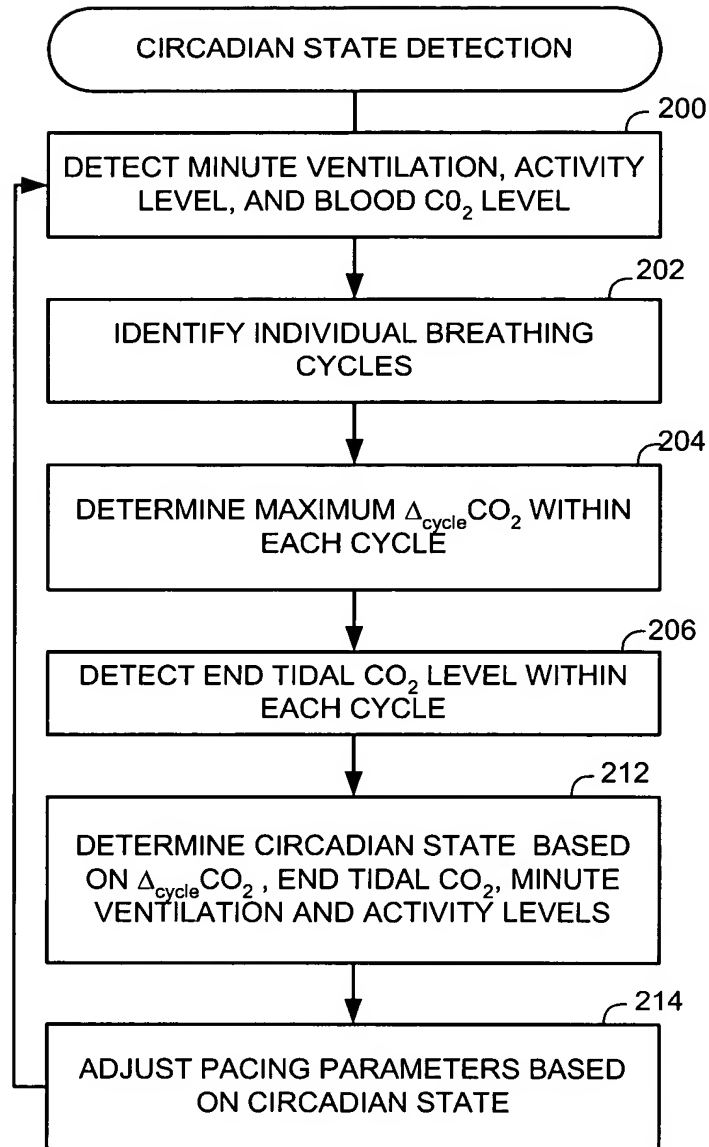 CIRCADIAN STATE DETECTION
200
DETECT MINUTE VENTILATION, ACTIVITY
LEVEL, AND BLOOD C0₂ LEVEL
202
IDENTIFY INDIVIDUAL BREATHING
CYCLES
204
DETERMINE MAXIMUM ΔcycleCO₂ WITHIN
EACH CYCLE
206
DETECT END TIDAL CO₂ LEVEL WITHIN
EACH CYCLE
212
DETERMINE CIRCADIAN STATE BASED
ON ΔcycleCO₂ , END TIDAL CO₂, MINUTE
VENTILATION AND ACTIVITY LEVELS
214
ADJUST PACING PARAMETERS BASED
ON CIRCADIAN STATE